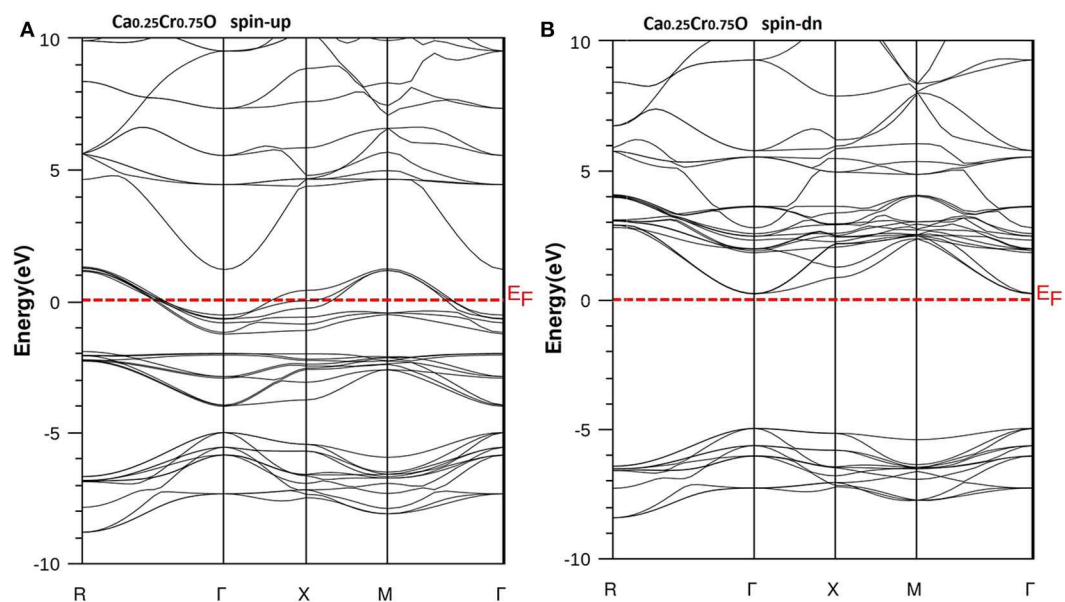 A
Ca0.25Cr0.75O spin-up
10
5
0
-5
-10
Energy(eV)
EF
R Γ X M Γ
B
Ca0.25Cr0.75O spin-dn
10
5
0
-5
-10
Energy(eV)
EF
R Γ X M Γ